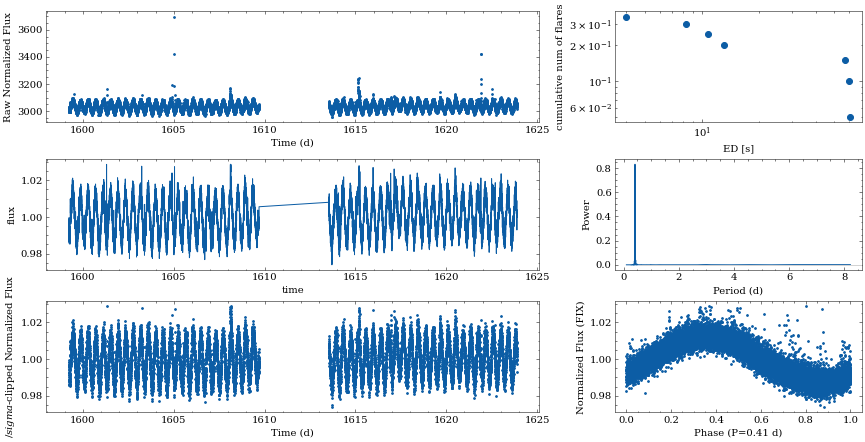 Raw Normalized Flux
3600
3400
3200
3000
1600 1605 1610 1615 1620 1625
Time (d)
cumulative num of flares
3 × 10⁻¹
2 × 10⁻¹
10⁻¹
6 × 10⁻²
10¹
ED [s]
flux
1.02
1.00
0.98
1600 1605 1610 1615 1620 1625
time
Power
0.8
0.6
0.4
0.2
0.0
0 2 4 6 8
Period (d)
/sigma-clipped Normalized Flux
1.02
1.00
0.98
1600 1605 1610 1615 1620 1625
Time (d)
Normalized Flux (FIX)
1.02
1.00
0.98
0.0 0.2 0.4 0.6 0.8 1.0
Phase (P=0.41 d)